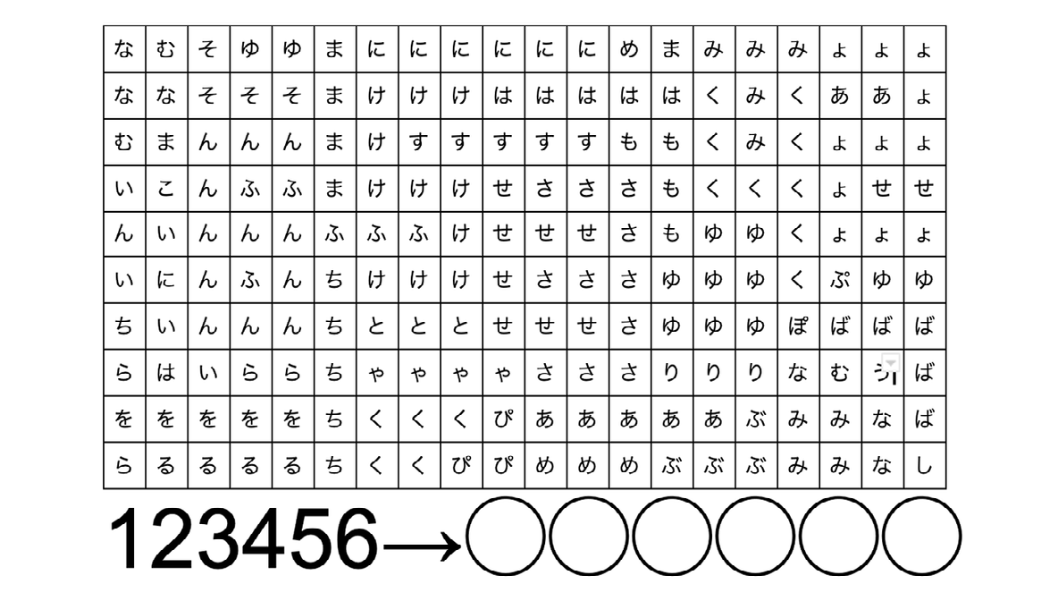 なむそゆゆまににににににめまみみみょょょ
ななそそそまけけけはははははくみくああょ
むまんんんまけすすすすすももくみくょょょ
いこんふふまけけけせさささもくくくょせせ
んいんんんふふふけせせせさもゆゆくょょょ
いにんふんちけけけせさささゆゆゆくぷゆゆ
ちいんんんちとととせせせさゆゆゆぽばばば
らはいららちゃゃゃゃさささりりりなむば
をををををちくくくぴあああああぶみみなば
らるるるるちくくぴぴめめめぶぶぶみみなし
123456→○○○○○○